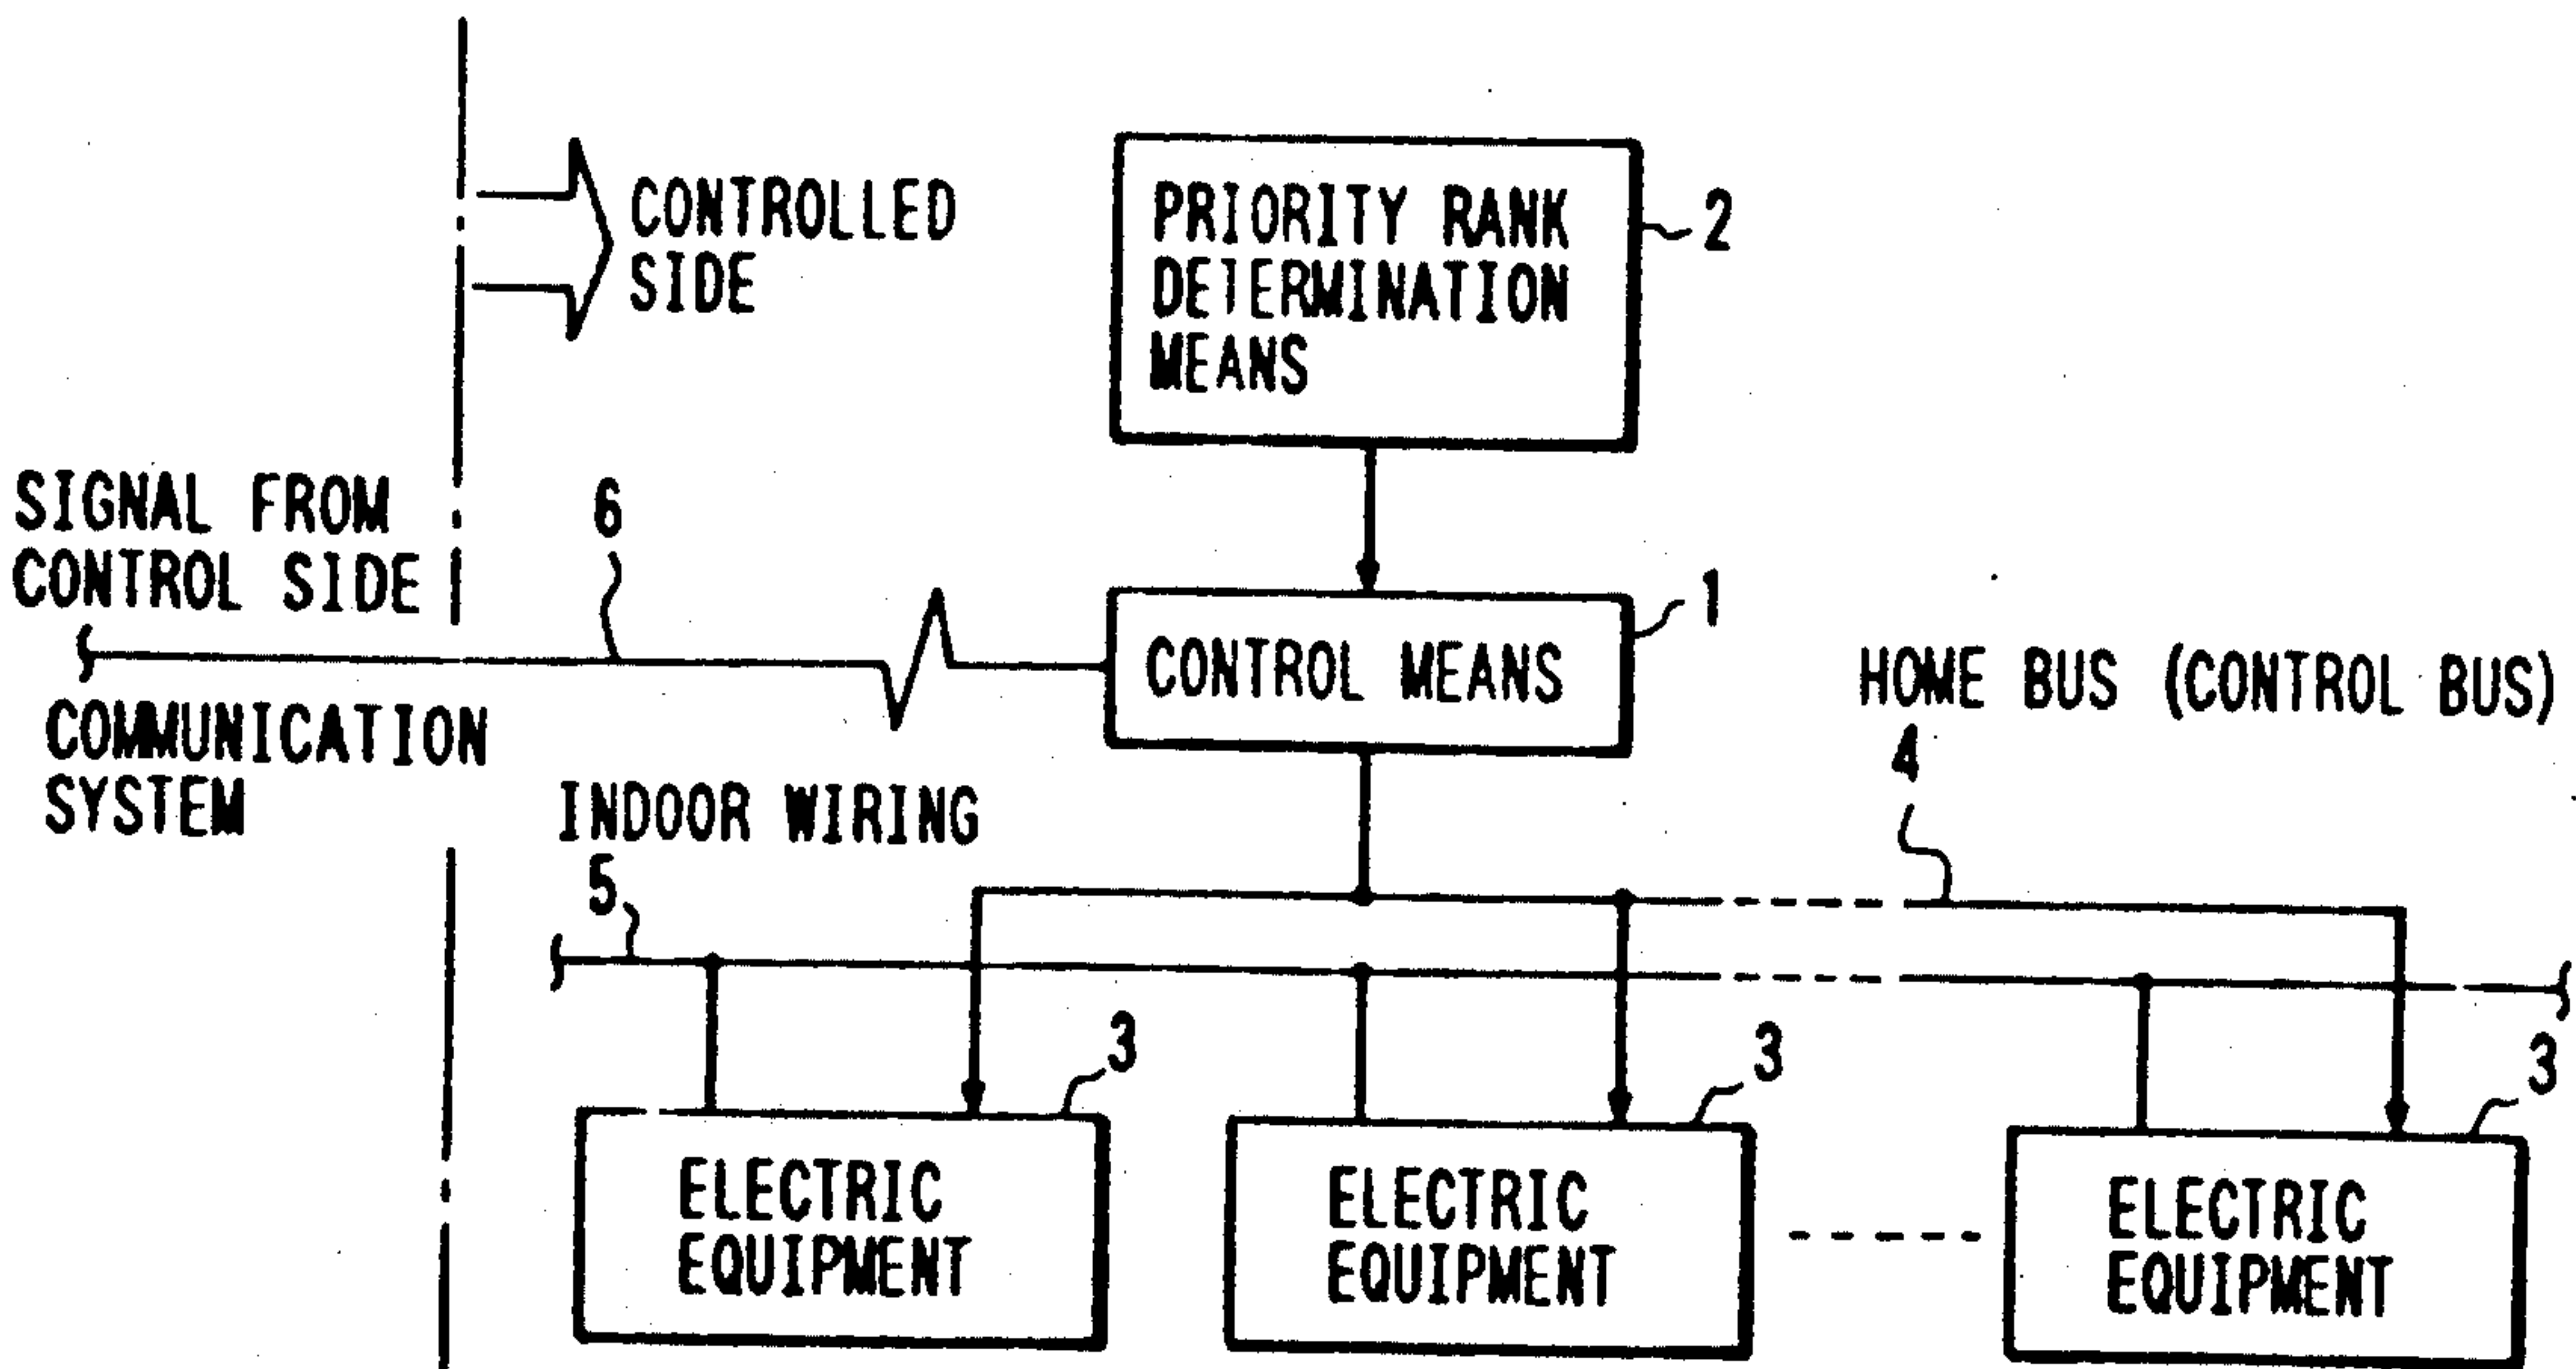 CONTROLLED
SIDE
PRIORITY RANK
DETERMINATION
MEANS
2
SIGNAL FROM
CONTROL SIDE
6
1
CONTROL MEANS
HOME BUS (CONTROL BUS)
4
COMMUNICATION
SYSTEM
INDOOR WIRING
5
3
3
3
ELECTRIC
EQUIPMENT
ELECTRIC
EQUIPMENT
ELECTRIC
EQUIPMENT